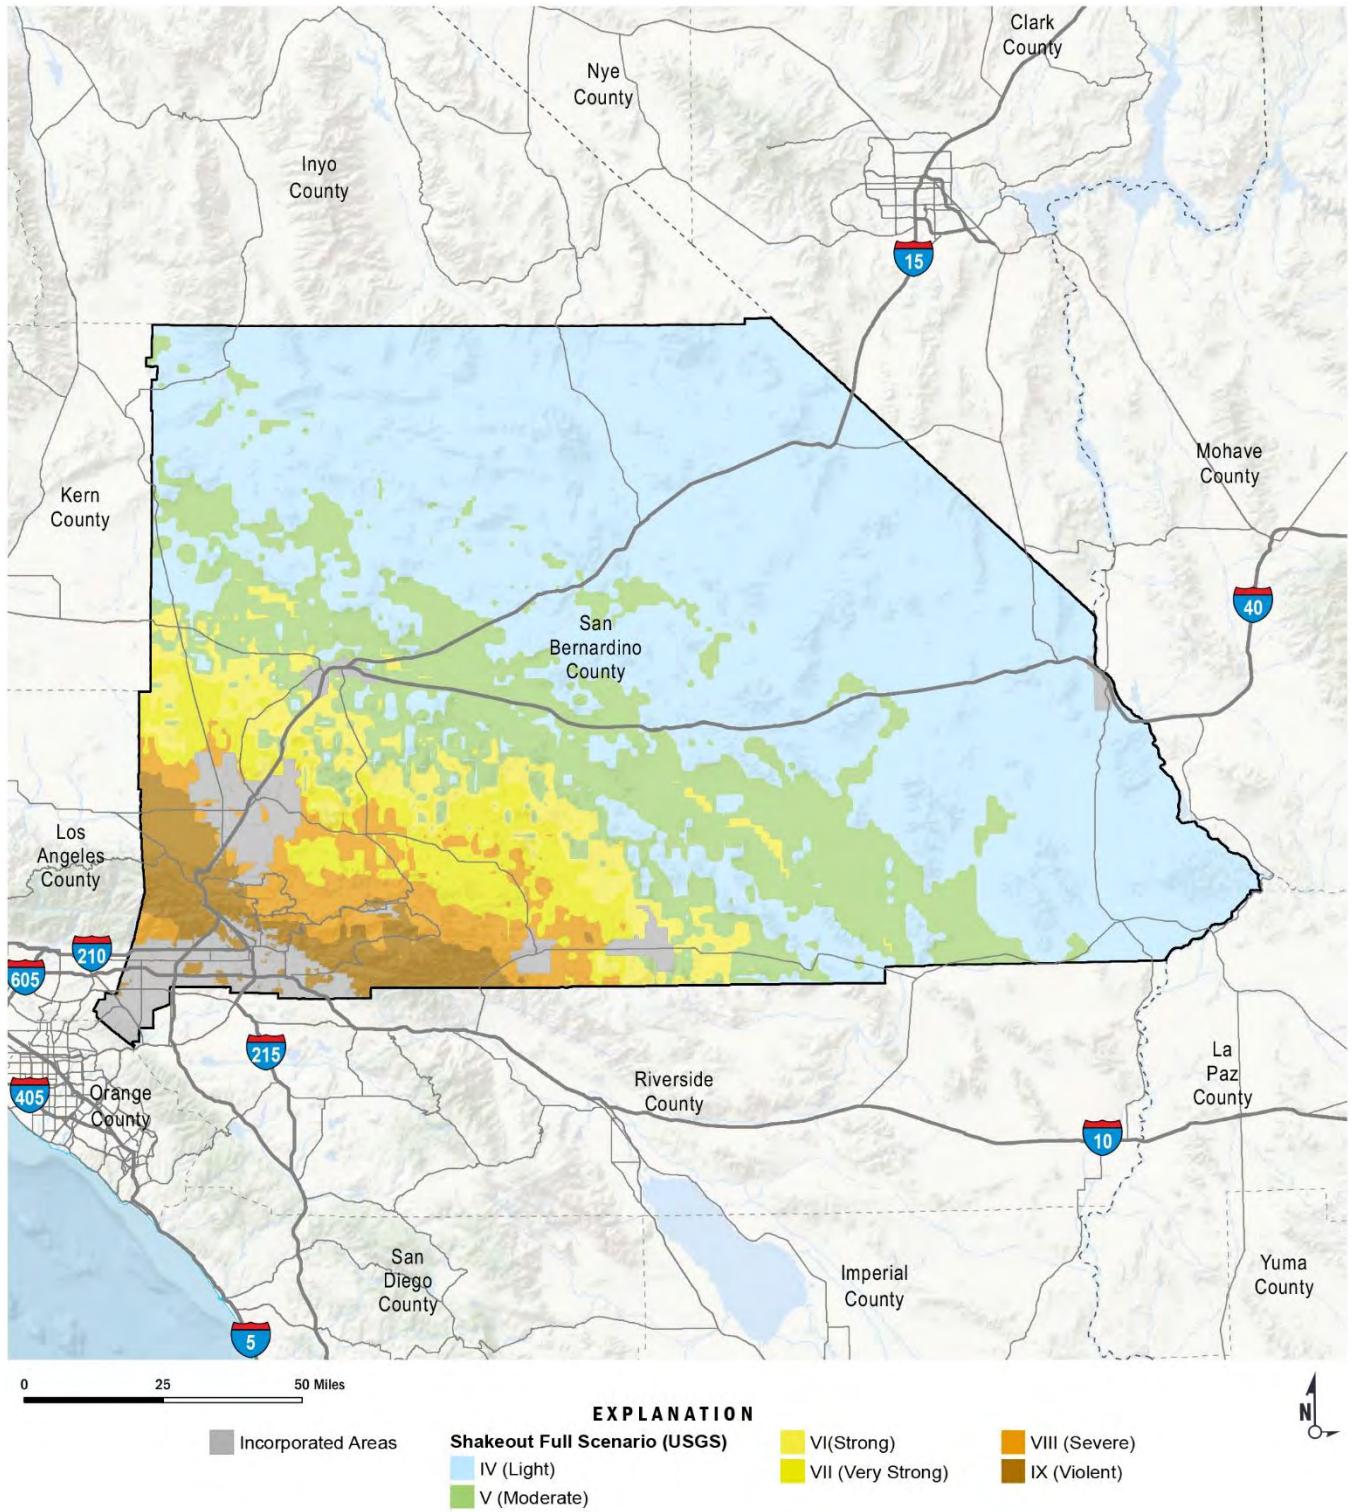 Clark
County
Nye
County
Inyo
County
15
Mohave
County
Kern
County
40
San
Bernardino
County
Los
Angeles
County
210
605
215
405
Orange
County
Riverside
County
La
Paz
County
10
San
Diego
County
Imperial
County
Yuma
County
5
0 25 50 Miles
N
EXPLANATION
Incorporated Areas
Shakeout Full Scenario (USGS)
IV (Light)
V (Moderate)
VI(Strong)
VII (Very Strong)
VIII (Severe)
IX (Violent)